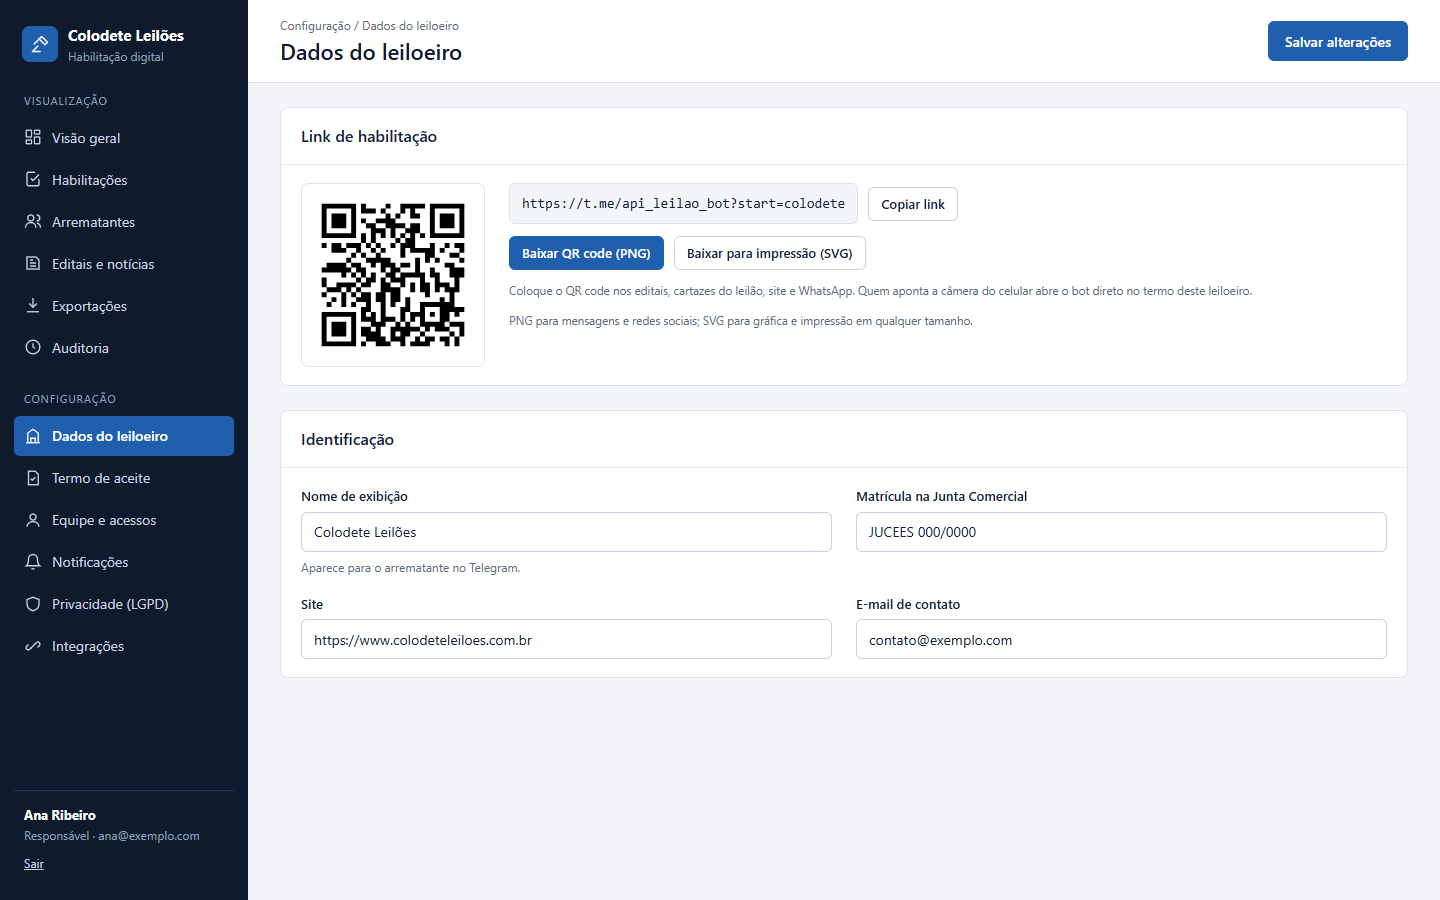 Colodete Leilões
Habilitação digital
VISUALIZAÇÃO
Visão geral
Habilitações
Arrematantes
Editais e notícias
Exportações
Auditoria
CONFIGURAÇÃO
Dados do leiloeiro
Termo de aceite
Equipe e acessos
Notificações
Privacidade (LGPD)
Integrações
Ana Ribeiro
Responsável · ana@exemplo.com
Sair
Configuração / Dados do leiloeiro
Dados do leiloeiro
Salvar alterações
Link de habilitação
https://t.me/api_leilao_bot?start=colodete
Copiar link
Baixar QR code (PNG)
Baixar para impressão (SVG)
Coloque o QR code nos editais, cartazes do leilão, site e WhatsApp. Quem aponta a câmera do celular abre o bot direto no termo deste leiloeiro.
PNG para mensagens e redes sociais; SVG para gráfica e impressão em qualquer tamanho.
Identificação
Nome de exibição
Colodete Leilões
Aparece para o arrematante no Telegram.
Matrícula na Junta Comercial
JUCEES 000/0000
Site
https://www.colodeteleiloes.com.br
E-mail de contato
contato@exemplo.com